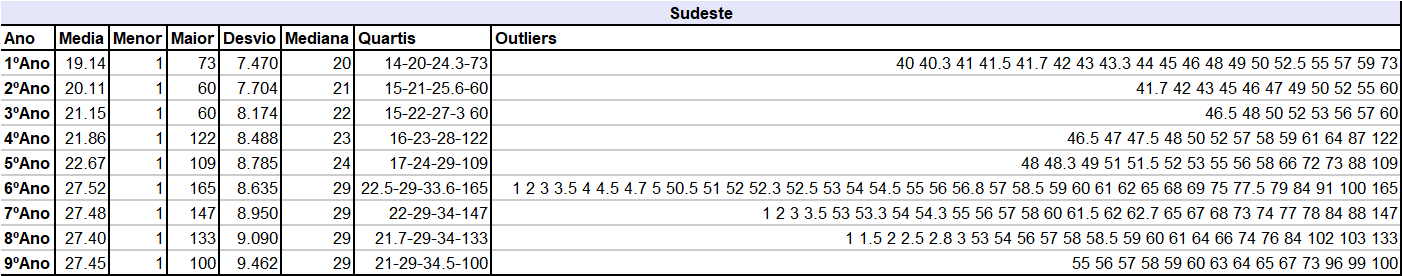 Sudeste
Ano Media Menor Maior Desvio Mediana Quartis Outliers
1ºAno 19.14 1 73 7.470 20 14-20-24.3-73 40 40.3 41 41.5 41.7 42 43 43.3 44 45 46 48 49 50 52.5 55 57 59 73
2ºAno 20.11 1 60 7.704 21 15-21-25.6-60 41.7 42 43 45 46 47 49 50 52 55 60
3ºAno 21.15 1 60 8.174 22 15-22-27-3 60 46.5 48 50 52 53 56 57 60
4ºAno 21.86 1 122 8.488 23 16-23-28-122 46.5 47 47.5 48 50 52 57 58 59 61 64 87 122
5ºAno 22.67 1 109 8.785 24 17-24-29-109 48 48.3 49 51 51.5 52 53 55 56 58 66 72 73 88 109
6ºAno 27.52 1 165 8.635 29 22.5-29-33.6-165 1 2 3 3.5 4 4.5 4.7 5 50.5 51 52 52.3 52.5 53 54 54.5 55 56 56.8 57 58.5 59 60 61 62 65 68 69 75 77.5 79 84 91 100 165
7ºAno 27.48 1 147 8.950 29 22-29-34-147 1 2 3 3.5 53 53.3 54 54.3 55 56 57 58 60 61.5 62 62.7 65 67 68 73 74 77 78 84 88 147
8ºAno 27.40 1 133 9.090 29 21.7-29-34-133 1 1.5 2 2.5 2.8 3 53 54 56 57 58 58.5 59 60 61 64 66 74 76 84 102 103 133
9ºAno 27.45 1 100 9.462 29 21-29-34.5-100 55 56 57 58 59 60 63 64 65 67 73 96 99 100